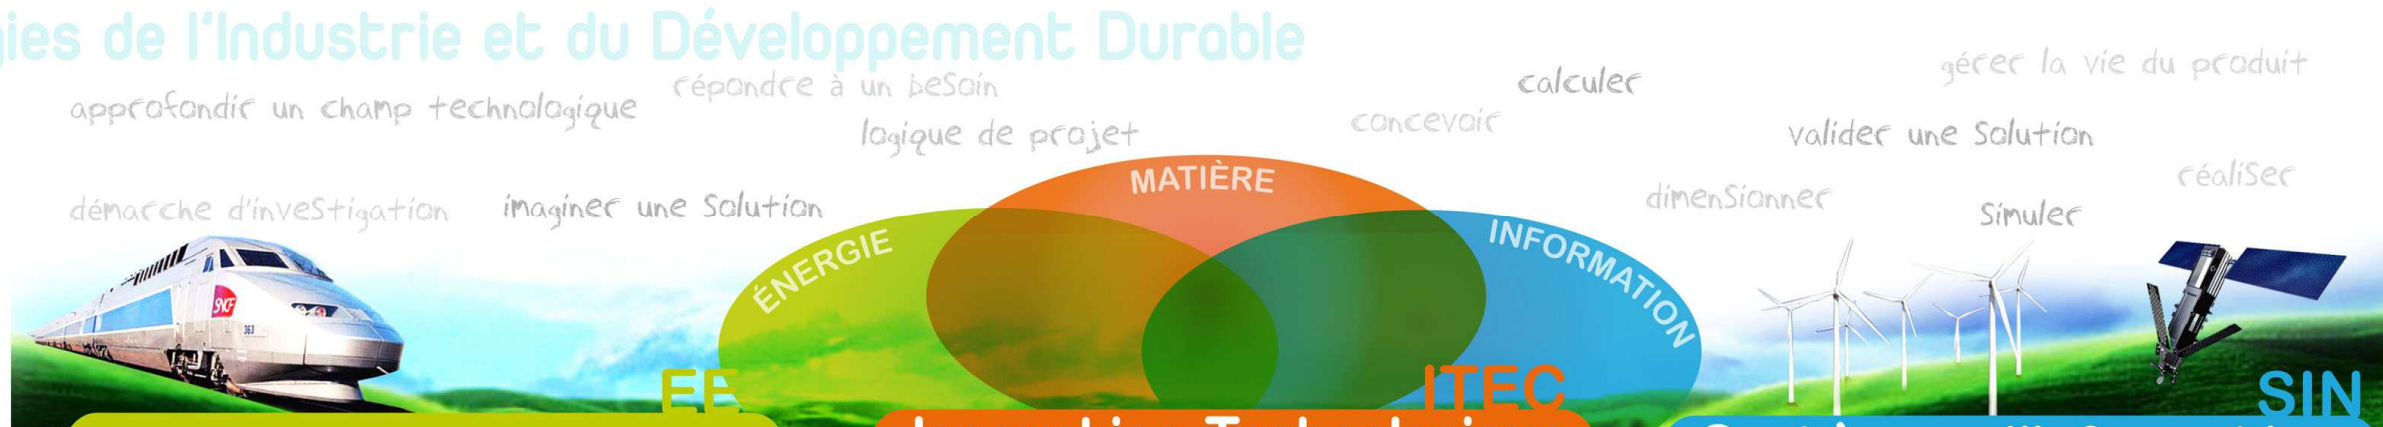 de l'Industrie et du Développement Durable
approfondir un champ technologique
répondre à un besoin
logique de projet
concevoir
calculer
gérer la vie du produit
valider une Solution
réaliser
démarche d'investigation
imaginer une Solution
dimensionner
Simuler
MATIÈRE
ÉNERGIE
INFORMATION
SNCF
363
EE
ITEC
SIN